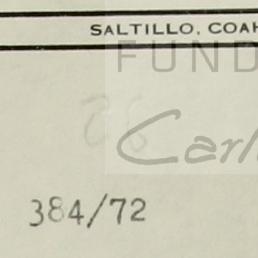 SALTILLO, COAH
FUND
Carl
384/72